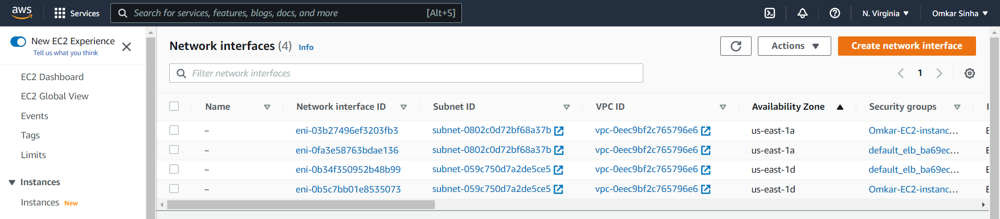 aws Services Search for services, features, blogs, docs, and more [Alt+S] N. Virginia Omkar Sinha
New EC2 Experience
Tell us what you think
EC2 Dashboard
EC2 Global View
Events
Tags
Limits
Instances
Instances New
Network interfaces (4) Info Actions Create network interface
Filter network interfaces 1
Name Network interface ID Subnet ID VPC ID Availability Zone Security groups
– eni-03b27496ef3203fb3 subnet-0802c0d72bf68a37b vpc-0eec9bf2c765796e6 us-east-1a Omkar-EC2-instanc...
– eni-0fa3e58763bdae136 subnet-0802c0d72bf68a37b vpc-0eec9bf2c765796e6 us-east-1a default_elb_ba69ec...
– eni-0b34f350952b48b99 subnet-059c750d7a2de5ce5 vpc-0eec9bf2c765796e6 us-east-1d default_elb_ba69ec...
– eni-0b5c7bb01e8535073 subnet-059c750d7a2de5ce5 vpc-0eec9bf2c765796e6 us-east-1d Omkar-EC2-instanc...